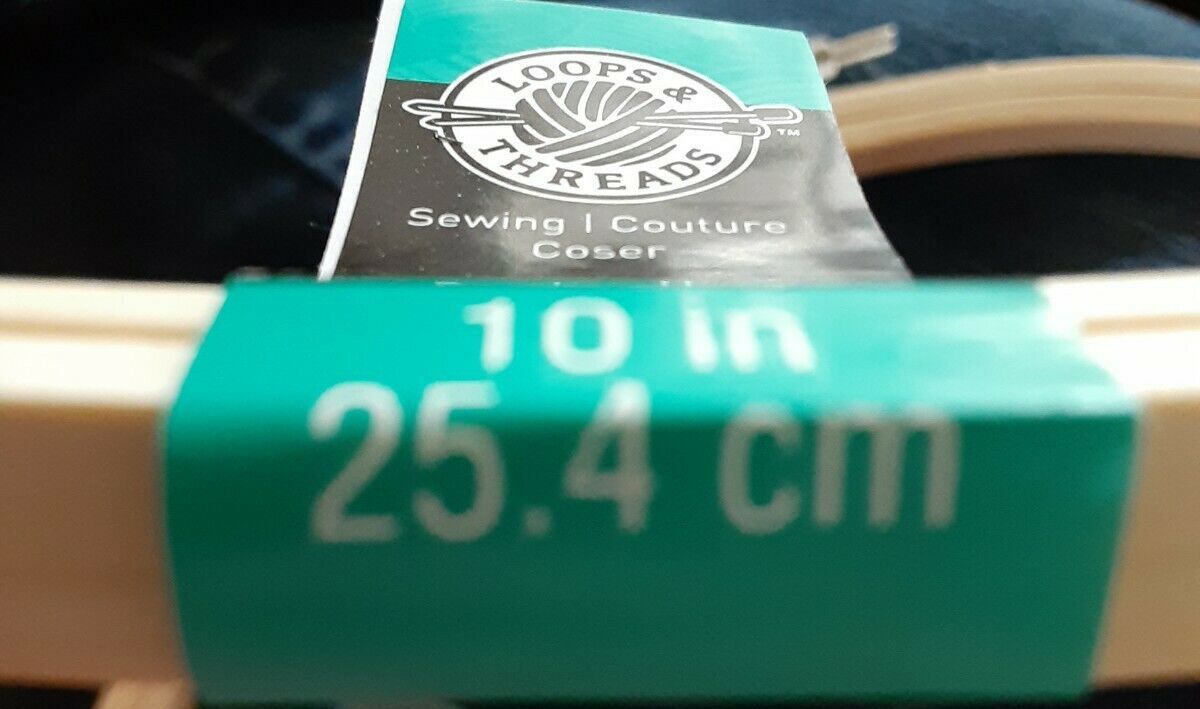 LOOPS &
THREADS
™
Sewing | Couture
Coser
10 in
25.4 cm